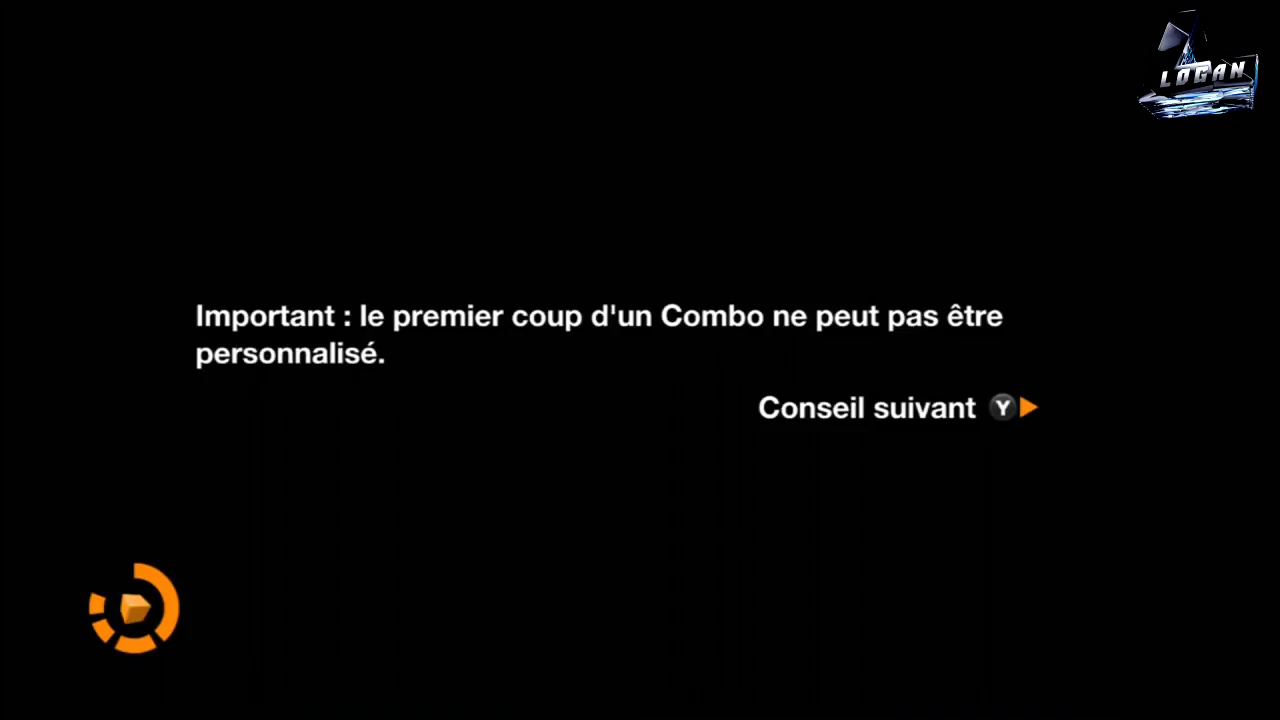 LOGAN
Important : le premier coup d'un Combo ne peut pas être
personnalisé.
Conseil suivant Y